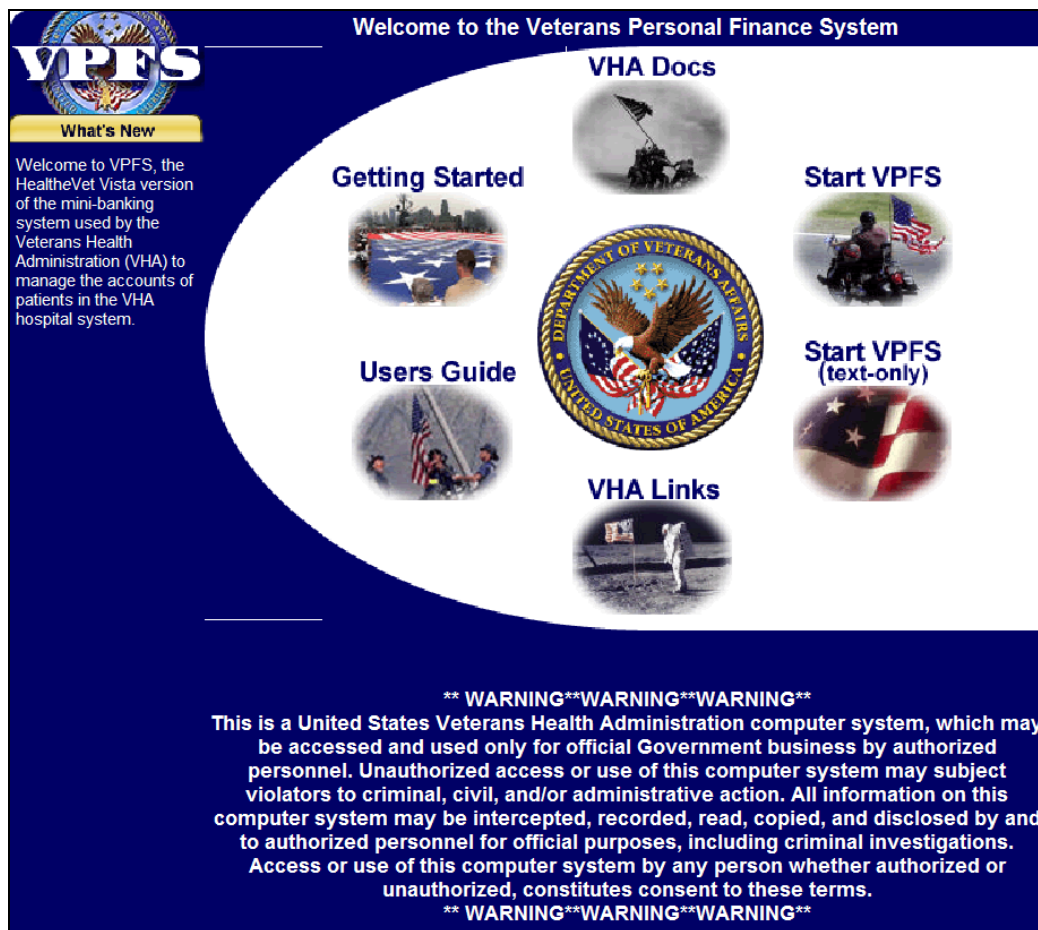 Welcome to the Veterans Personal Finance System
VPFS
What's New
Welcome to VPFS, the
HealtheVet Vista version
of the mini-banking
system used by the
Veterans Health
Administration (VHA) to
manage the accounts of
patients in the VHA
hospital system.
VHA Docs
Getting Started
Start VPFS
DEPARTMENT OF VETERANS AFFAIRS
UNITED STATES OF AMERICA
Users Guide
Start VPFS
(text-only)
VHA Links
** WARNING**WARNING**WARNING**
This is a United States Veterans Health Administration computer system, which may
be accessed and used only for official Government business by authorized
personnel. Unauthorized access or use of this computer system may subject
violators to criminal, civil, and/or administrative action. All information on this
computer system may be intercepted, recorded, read, copied, and disclosed by and
to authorized personnel for official purposes, including criminal investigations.
Access or use of this computer system by any person whether authorized or
unauthorized, constitutes consent to these terms.
** WARNING**WARNING**WARNING**